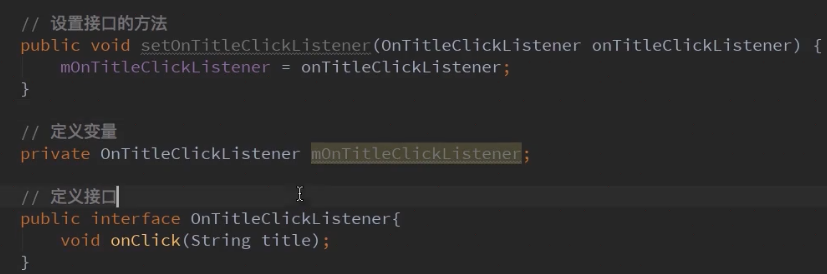 // 设置接口的方法
public void setOnTitleClickListener(OnTitleClickListener onTitleClickListener) {
    mOnTitleClickListener = onTitleClickListener;
}
// 定义变量
private OnTitleClickListener mOnTitleClickListener;
// 定义接口
public interface OnTitleClickListener{
    void onClick(String title);
}